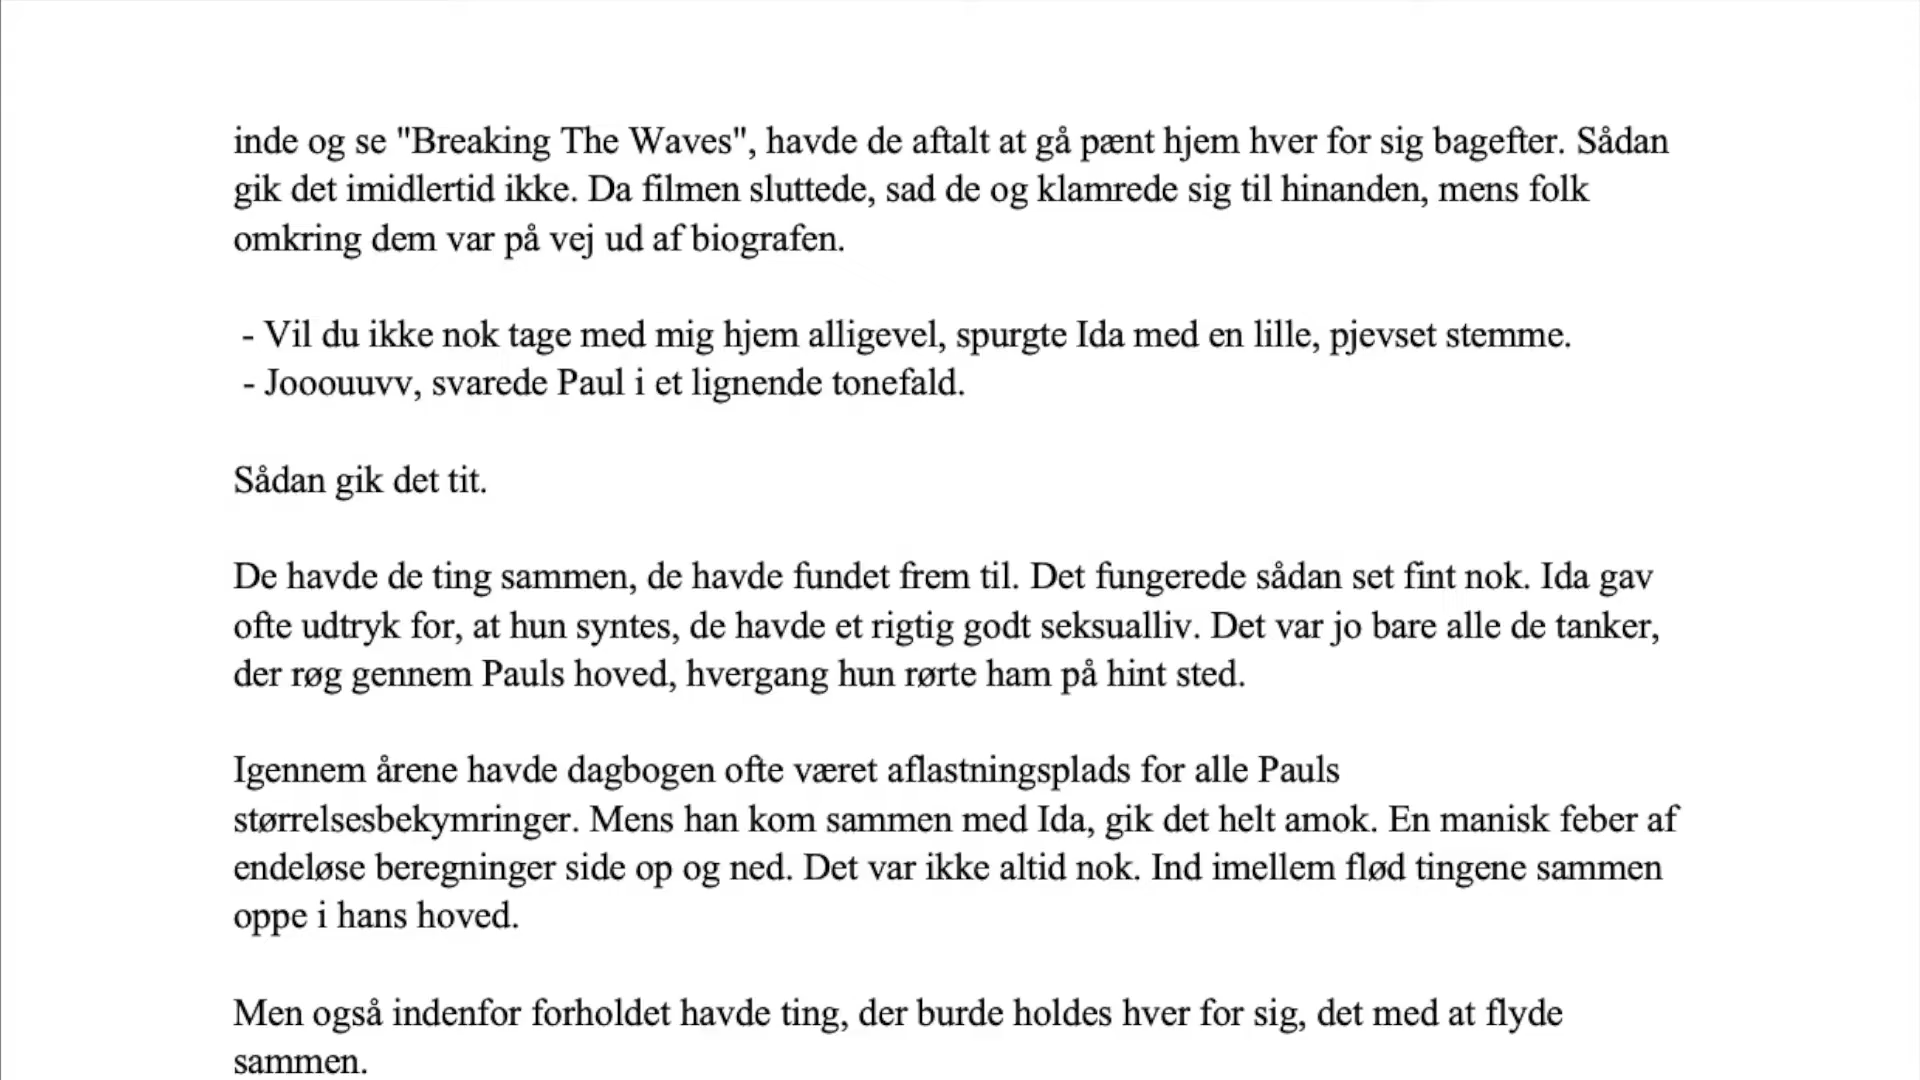 inde og se "Breaking The Waves", havde de aftalt at gå pænt hjem hver for sig bagefter. Sådan
gik det imidlertid ikke. Da filmen sluttede, sad de og klamrede sig til hinanden, mens folk
omkring dem var på vej ud af biografen.
- Vil du ikke nok tage med mig hjem alligevel, spurgte Ida med en lille, pjevset stemme.
- Jooouuvv, svarede Paul i et lignende tonefald.
Sådan gik det tit.
De havde de ting sammen, de havde fundet frem til. Det fungerede sådan set fint nok. Ida gav
ofte udtryk for, at hun syntes, de havde et rigtig godt seksualliv. Det var jo bare alle de tanker,
der røg gennem Pauls hoved, hvergang hun rørte ham på hint sted.
Igennem årene havde dagbogen ofte været aflastningsplads for alle Pauls
størrelsesbekymringer. Mens han kom sammen med Ida, gik det helt amok. En manisk feber af
endeløse beregninger side op og ned. Det var ikke altid nok. Ind imellem flød tingene sammen
oppe i hans hoved.
Men også indenfor forholdet havde ting, der burde holdes hver for sig, det med at flyde
sammen.